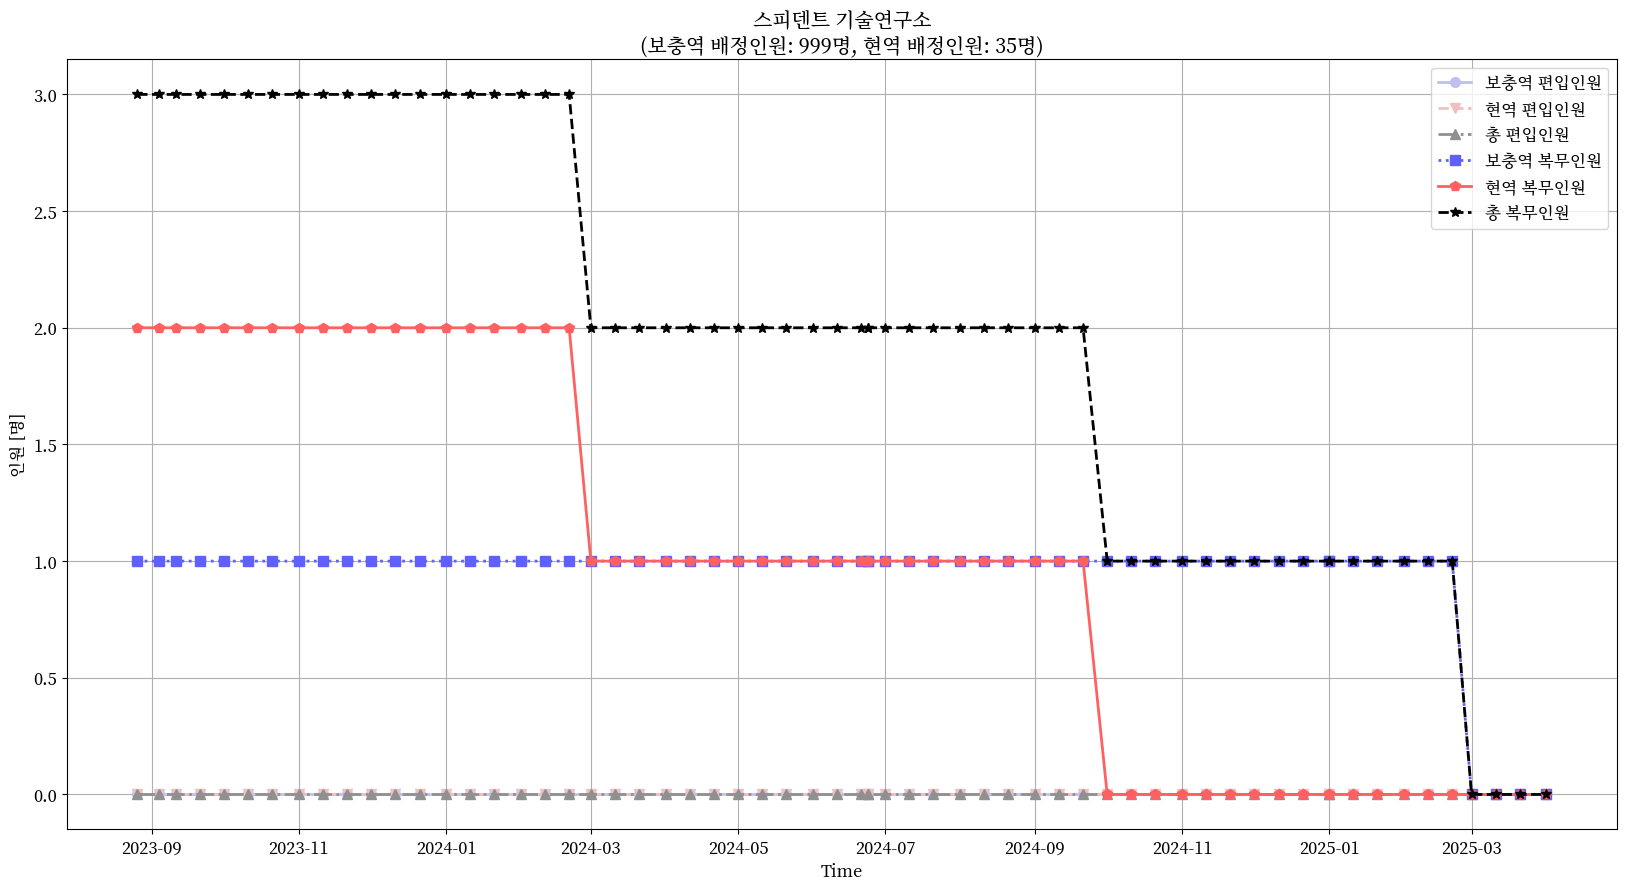 스피덴트 기술연구소
(보충역 배정인원: 999명, 현역 배정인원: 35명)
보충역 편입인원
현역 편입인원
총 편입인원
보충역 복무인원
현역 복무인원
총 복무인원
3.0
2.5
2.0
1.5
1.0
0.5
0.0
인원 [명]
2023-09
2023-11
2024-01
2024-03
2024-05
2024-07
2024-09
2024-11
2025-01
2025-03
Time